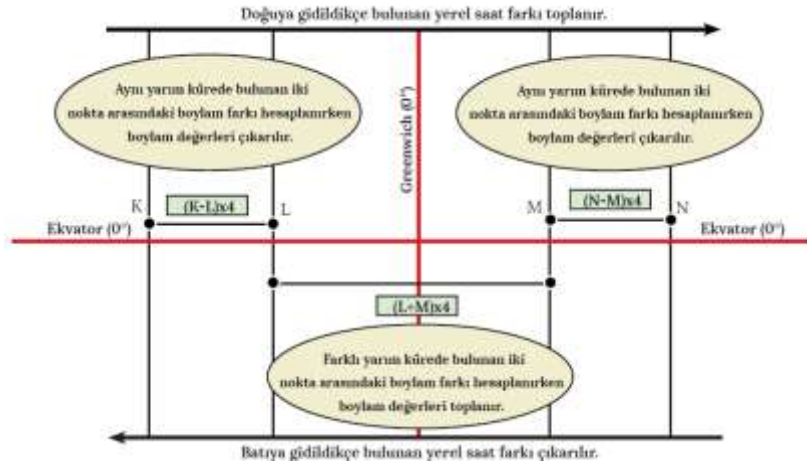 Doğuya gidildikçe bulunan yerel saat farkı toplanır.
Aynı yarım kürede bulunan iki
nokta arasındaki boylam farkı hesaplanırken
boylam değerleri çıkarılır.
Greenwich (0°)
Aynı yarım kürede bulunan iki
nokta arasındaki boylam farkı hesaplanırken
boylam değerleri çıkarılır.
K (K-L)x4 L
M (N-M)x4 N
Ekvator (0°)
Ekvator (0°)
(L+M)x4
Farklı yarım kürede bulunan iki
nokta arasındaki boylam farkı hesaplanırken
boylam değerleri toplanır.
Batıya gidildikçe bulunan yerel saat farkı çıkarılır.